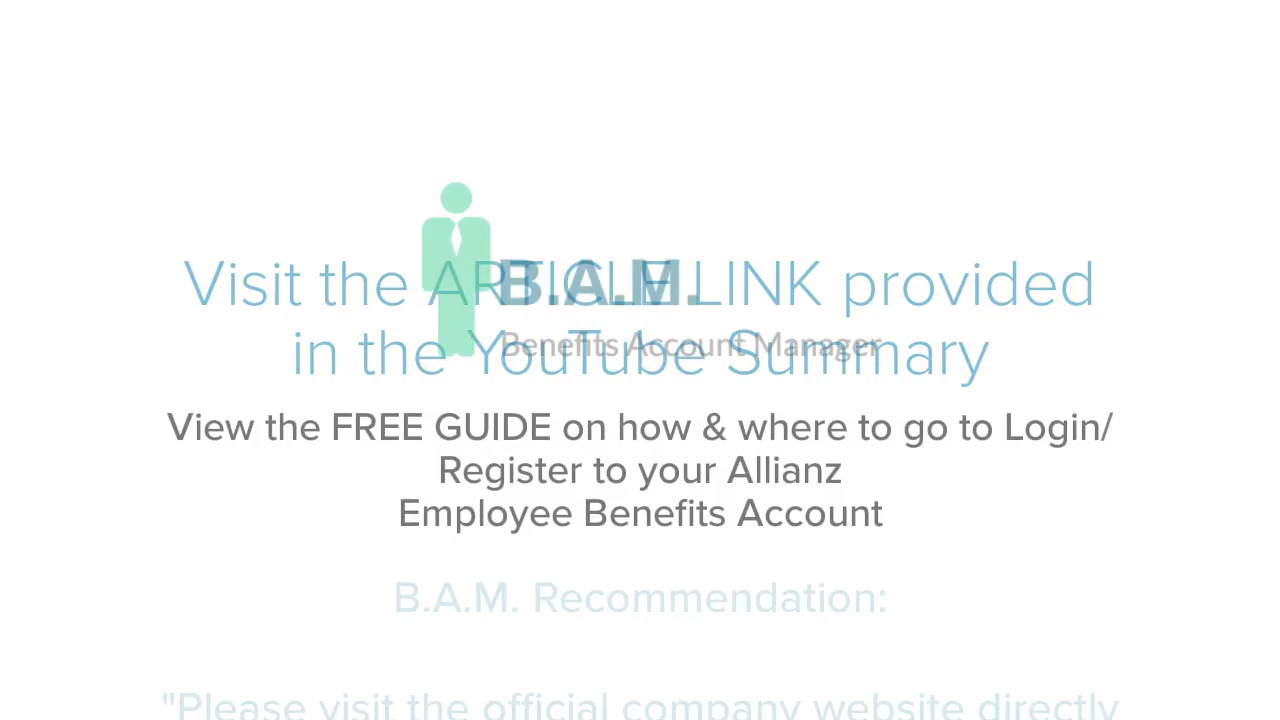 Visit the ARTICLE LINK provided
B.A.M.
in the YouTube Summary
Benefits Account Manager
View the FREE GUIDE on how & where to go to Login/
Register to your Allianz
Employee Benefits Account
B.A.M. Recommendation:
"Please visit the official company website directly